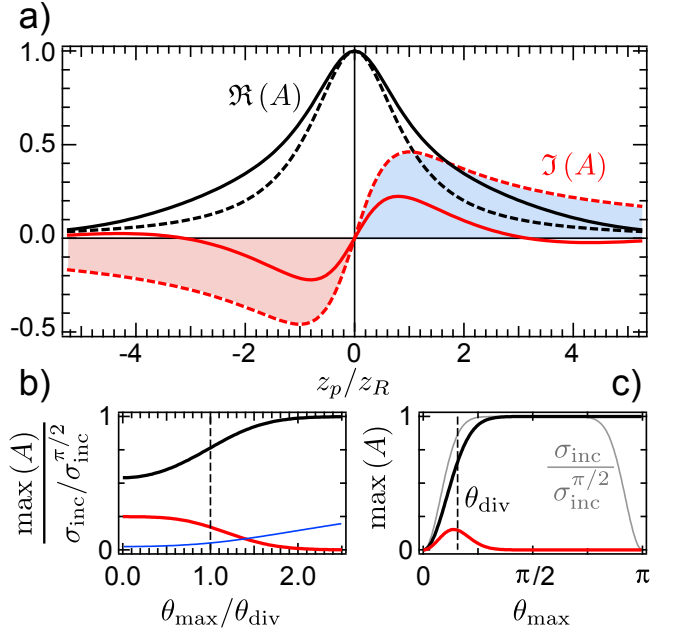 a)
1.0
ℜ(A)
0.5
ℑ(A)
0.0
-0.5
-4 -2 0 2 4
z_p/z_R
b)
c)
max (A)
σ_inc/σ_inc^{π/2}
1
0
0.0 1.0 2.0
θ_max/θ_div
max (A)
1
σ_inc
σ_inc^{π/2}
θ_div
0
0 π/2 π
θ_max